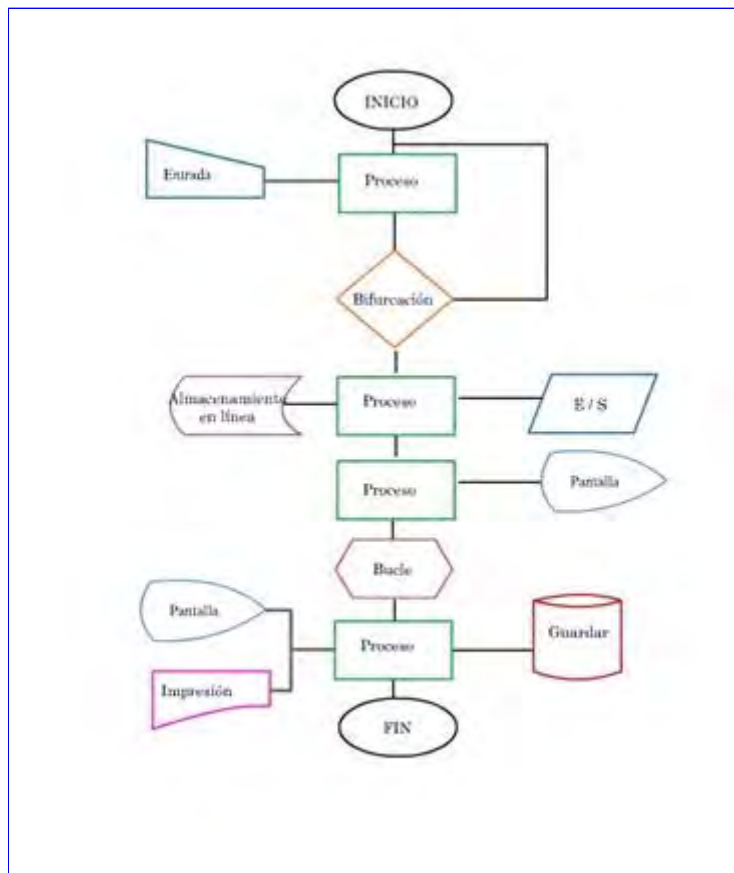 INICIO
Entrada
Proceso
Bifurcación
Almacenamiento
en línea
Proceso
E / S
Proceso
Pantalla
Bucle
Pantalla
Proceso
Guardar
Impresión
FIN